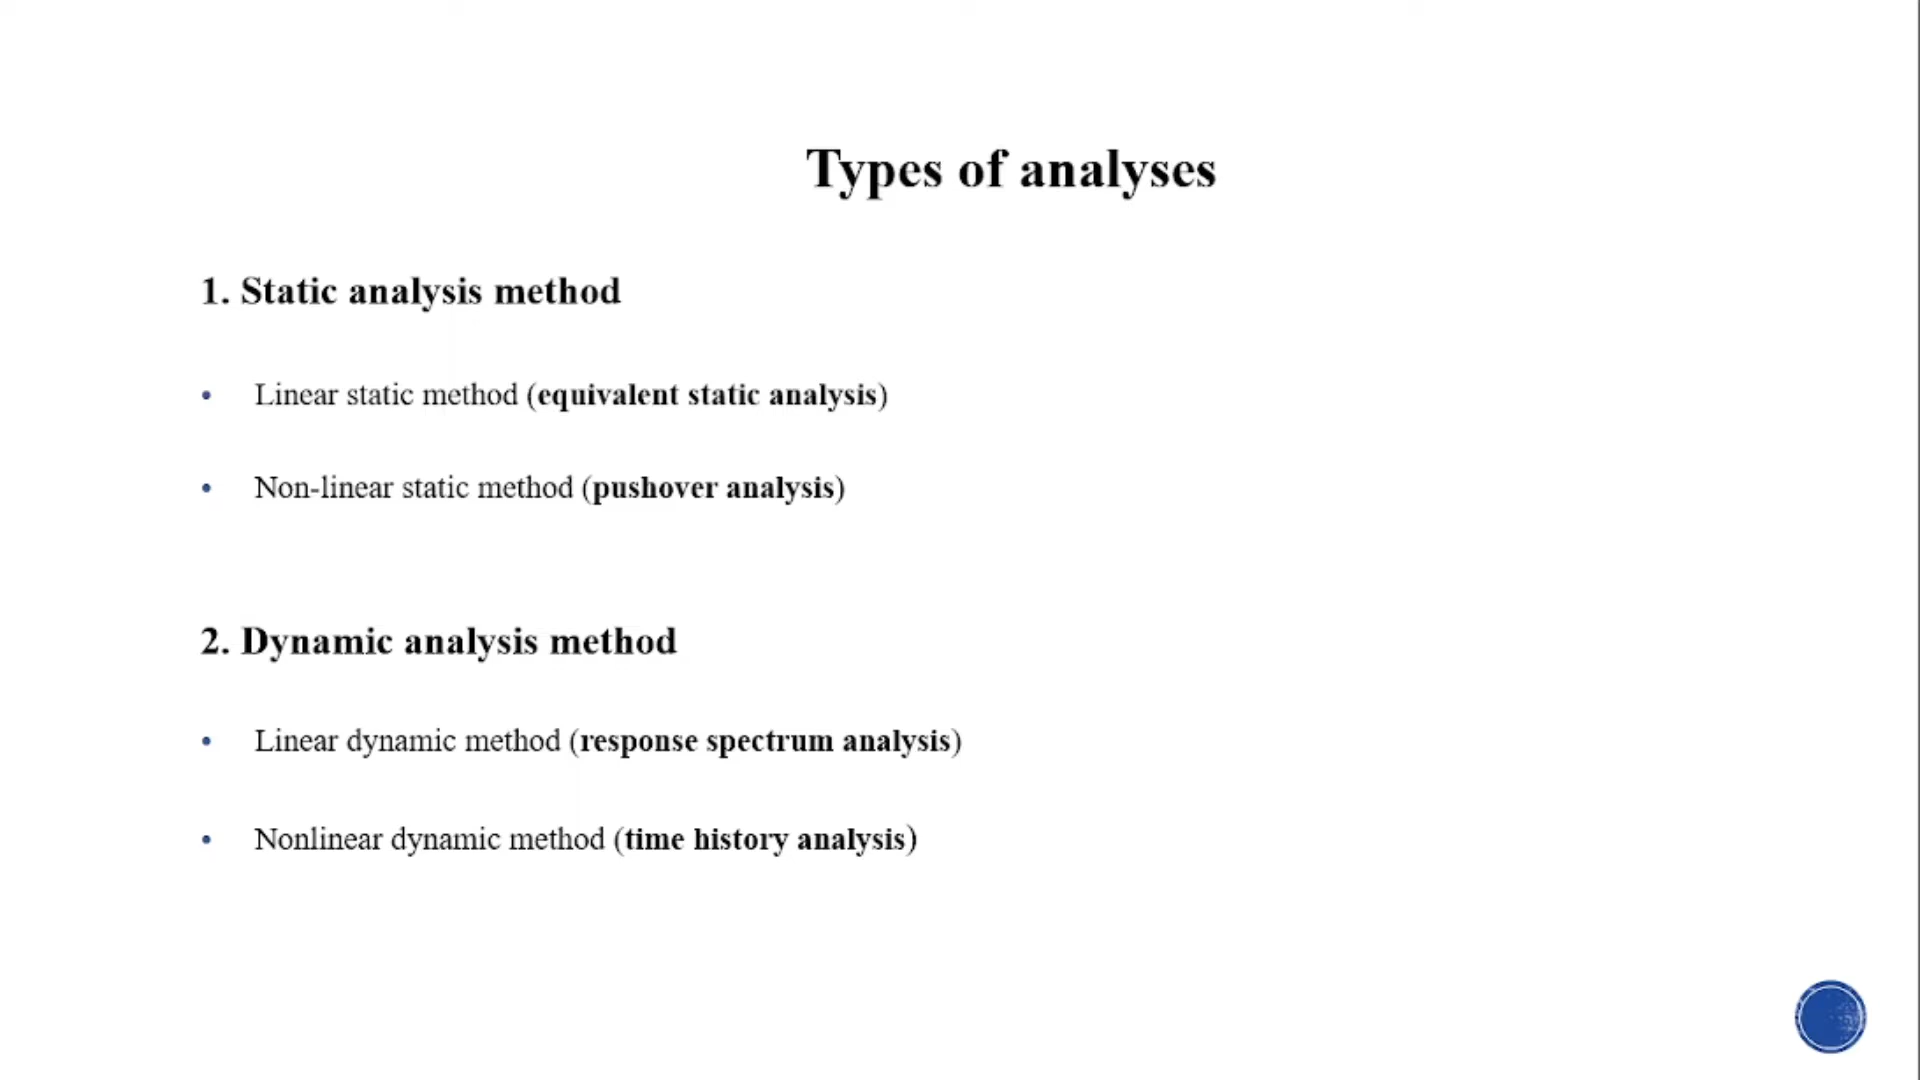 Types of analyses
1. Static analysis method
• Linear static method (equivalent static analysis)
• Non-linear static method (pushover analysis)
2. Dynamic analysis method
• Linear dynamic method (response spectrum analysis)
• Nonlinear dynamic method (time history analysis)